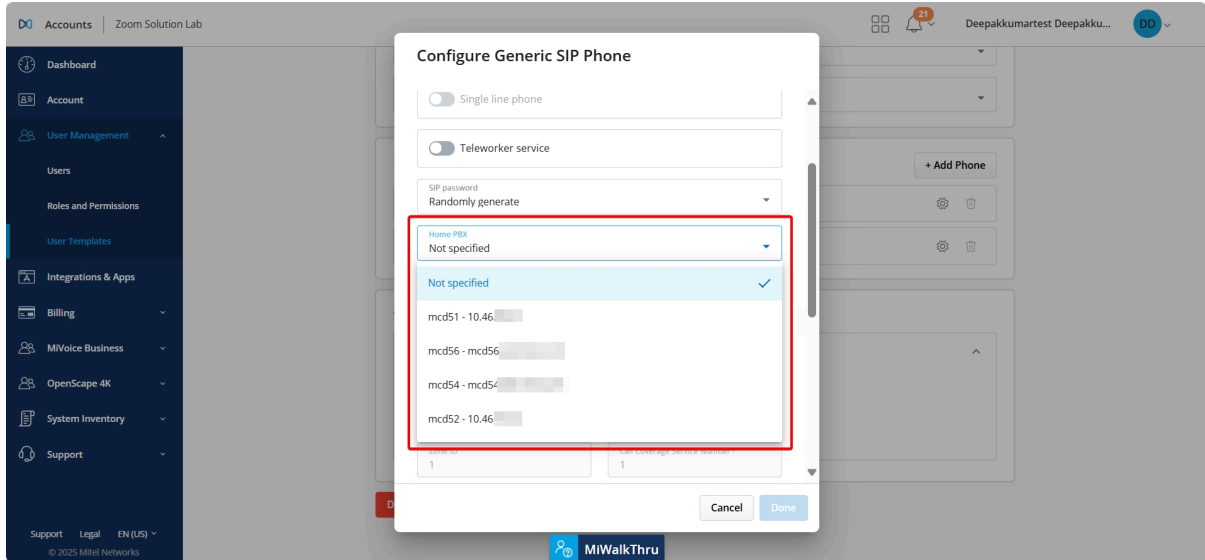 Accounts Zoom Solution Lab 21 Deepakkumartest Deepakku... DD
Dashboard
Account
User Management
Users
Roles and Permissions
User Templates
Integrations & Apps
Billing
MiVoice Business
OpenScape 4K
System Inventory
Support
Support Legal EN (US)
© 2025 Mitel Networks
+ Add Phone
Configure Generic SIP Phone
Single line phone
Teleworker service
SIP password
Randomly generate
Home PBX
Not specified
Not specified
mcd51 - 10.46.
mcd56 - mcd56
mcd54 - mcd54
mcd52 - 10.46
Zone ID
Call Coverage Service Number
1
1
Cancel Done
MiWalkThru